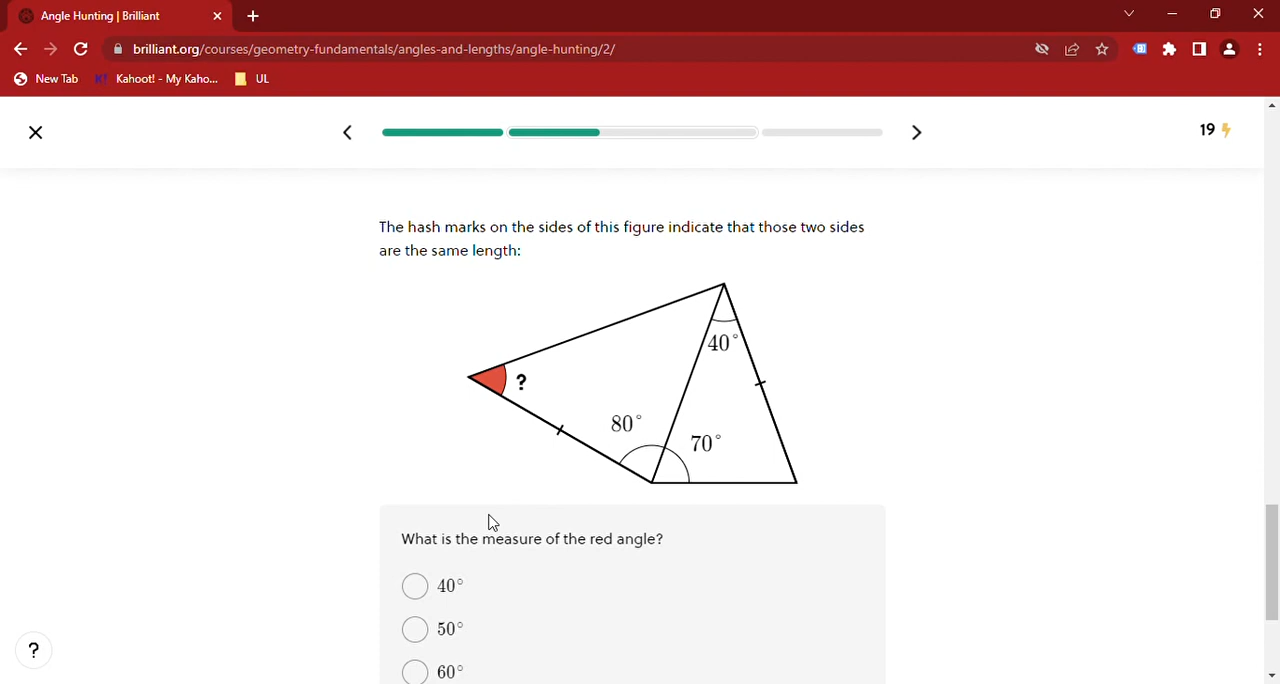 Angle Hunting | Brilliant
brilliant.org/courses/geometry-fundamentals/angles-and-lengths/angle-hunting/2/
New Tab
K! Kahoot! - My Kaho...
UL
19
The hash marks on the sides of this figure indicate that those two sides
are the same length:
40°
?
80°
70°
What is the measure of the red angle?
40°
50°
60°
?